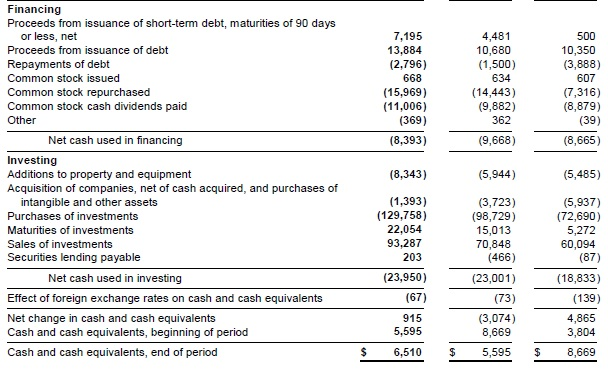 Financing
Proceeds from issuance of short-term debt, maturities of 90 days
or less, net 7,195 4,481 500
Proceeds from issuance of debt 13,884 10,680 10,350
Repayments of debt (2,796) (1,500) (3,888)
Common stock issued 668 634 607
Common stock repurchased (15,969) (14,443) (7,316)
Common stock cash dividends paid (11,006) (9,882) (8,879)
Other (369) 362 (39)
Net cash used in financing (8,393) (9,668) (8,665)
Investing
Additions to property and equipment (8,343) (5,944) (5,485)
Acquisition of companies, net of cash acquired, and purchases of
intangible and other assets (1,393) (3,723) (5,937)
Purchases of investments (129,758) (98,729) (72,690)
Maturities of investments 22,054 15,013 5,272
Sales of investments 93,287 70,848 60,094
Securities lending payable 203 (466) (87)
Net cash used in investing (23,950) (23,001) (18,833)
Effect of foreign exchange rates on cash and cash equivalents (67) (73) (139)
Net change in cash and cash equivalents 915 (3,074) 4,865
Cash and cash equivalents, beginning of period 5,595 8,669 3,804
Cash and cash equivalents, end of period $ 6,510 $ 5,595 $ 8,669